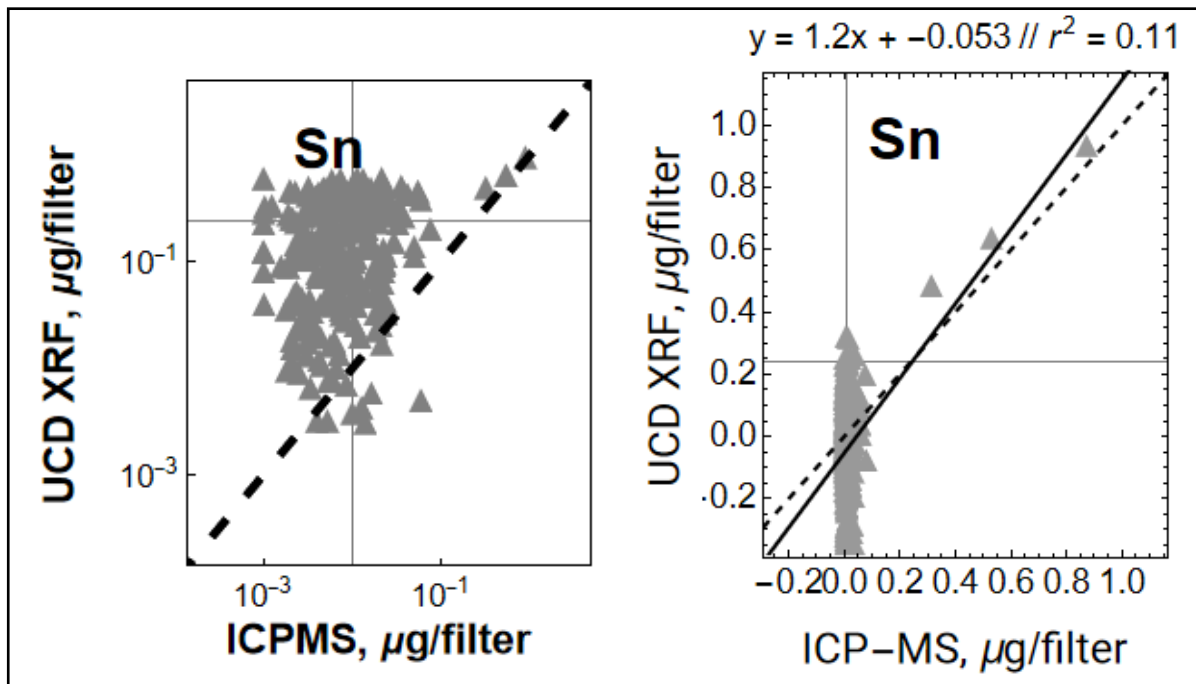 Sn
UCD XRF, µg/filter
10⁻¹
10⁻³
10⁻³
10⁻¹
ICPMS, µg/filter
y = 1.2x + −0.053 // r² = 0.11
Sn
UCD XRF, µg/filter
1.0
0.8
0.6
0.4
0.2
0.0
-0.2
−0.2 0.0 0.2 0.4 0.6 0.8 1.0
ICP−MS, µg/filter